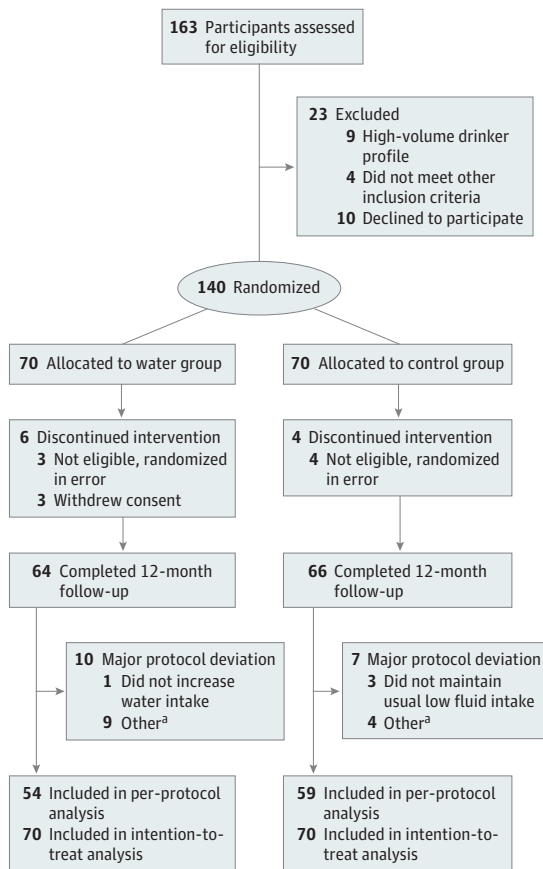 163 Participants assessed
for eligibility
23 Excluded
9 High-volume drinker
profile
4 Did not meet other
inclusion criteria
10 Declined to participate
140 Randomized
70 Allocated to water group
6 Discontinued intervention
3 Not eligible, randomized
in error
3 Withdrew consent
64 Completed 12-month
follow-up
10 Major protocol deviation
1 Did not increase
water intake
9 Otherᵃ
54 Included in per-protocol
analysis
70 Included in intention-to-
treat analysis
70 Allocated to control group
4 Discontinued intervention
4 Not eligible, randomized
in error
66 Completed 12-month
follow-up
7 Major protocol deviation
3 Did not maintain
usual low fluid intake
4 Otherᵃ
59 Included in per-protocol
analysis
70 Included in intention-to-
treat analysis